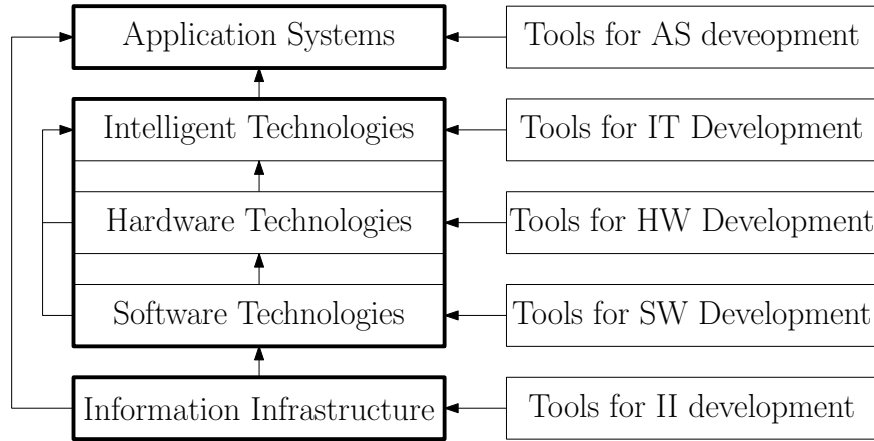 Application Systems
Tools for AS deveopment
Intelligent Technologies
Tools for IT Development
Hardware Technologies
Tools for HW Development
Software Technologies
Tools for SW Development
Information Infrastructure
Tools for II development